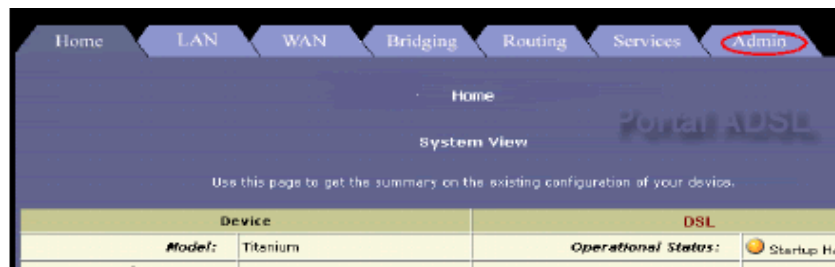 Home LAN WAN Bridging Routing Services Admin
Home
Portal ADSL
System View
Use this page to get the summary on the existing configuration of your device.
Device DSL
Model: Titanium Operational Status: Startup